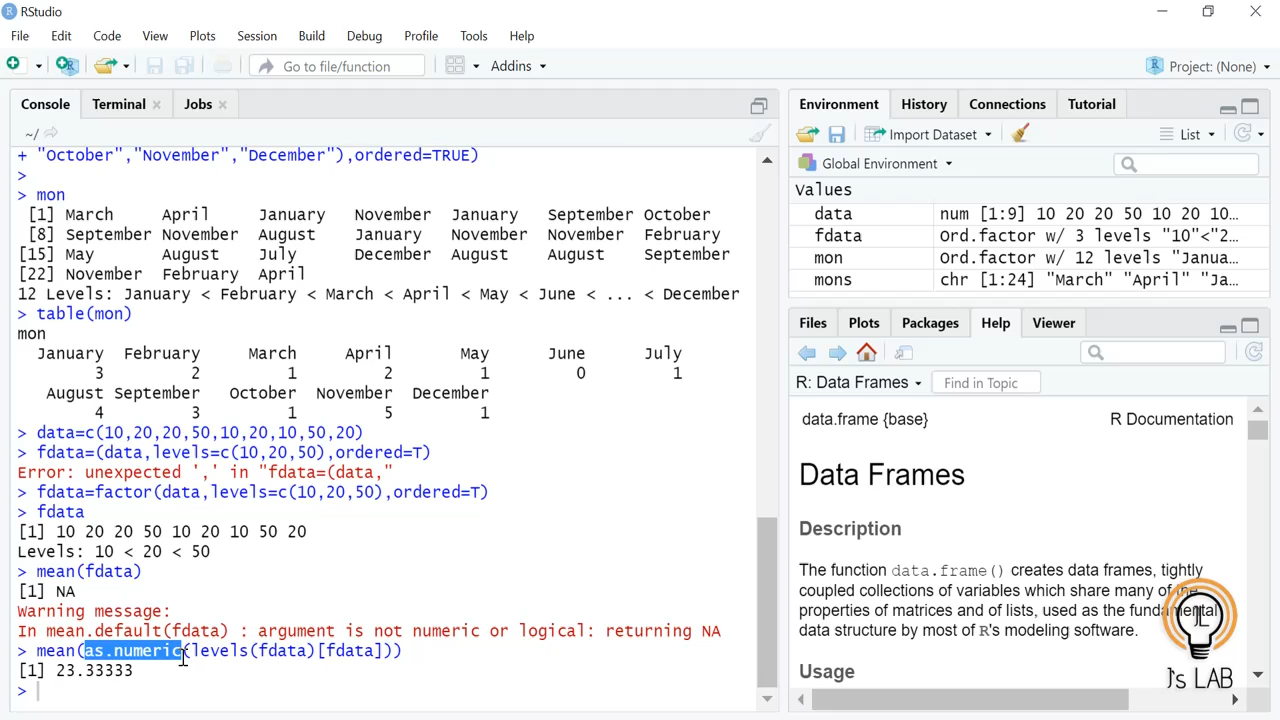 RStudio
File Edit Code View Plots Session Build Debug Profile Tools Help
Go to file/function Addins Project: (None)
Console Terminal Jobs
~/
+ "October","November","December"),ordered=TRUE)
>
> mon
[1] March April January November January September October
[8] September November August January November November February
[15] May August July December August August September
[22] November February April
12 Levels: January < February < March < April < May < June < ... < December
> table(mon)
mon
January February March April May June July
3 2 1 2 1 0 1
August September October November December
4 3 1 5 1
> data=c(10,20,20,50,10,20,10,50,20)
> fdata=(data,levels=c(10,20,50),ordered=T)
Error: unexpected ',' in "fdata=(data,"
> fdata=factor(data,levels=c(10,20,50),ordered=T)
> fdata
[1] 10 20 20 50 10 20 10 50 20
Levels: 10 < 20 < 50
> mean(fdata)
[1] NA
Warning message:
In mean.default(fdata) : argument is not numeric or logical: returning NA
> mean(as.numeric(levels(fdata)[fdata]))
[1] 23.33333
>
Environment History Connections Tutorial
Import Dataset List
Global Environment
Values
data num [1:9] 10 20 20 50 10 20 10...
fdata Ord.factor w/ 3 levels "10"<"2...
mon Ord.factor w/ 12 levels "Janua...
mons chr [1:24] "March" "April" "Ja...
Files Plots Packages Help Viewer
R: Data Frames Find in Topic
data.frame {base} R Documentation
Data Frames
Description
The function data.frame() creates data frames, tightly
coupled collections of variables which share many of the
properties of matrices and of lists, used as the fundamental
data structure by most of R's modeling software.
Usage
JL
J's LAB